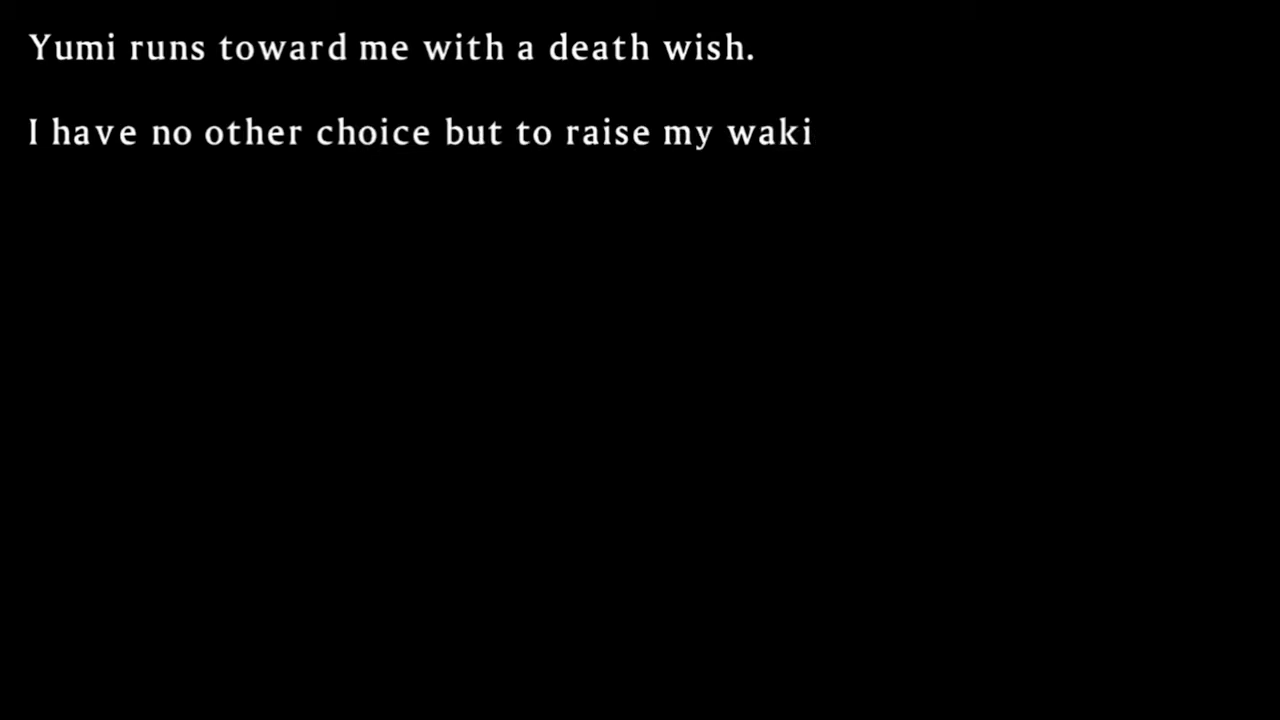 Yumi runs toward me with a death wish.
I have no other choice but to raise my waki